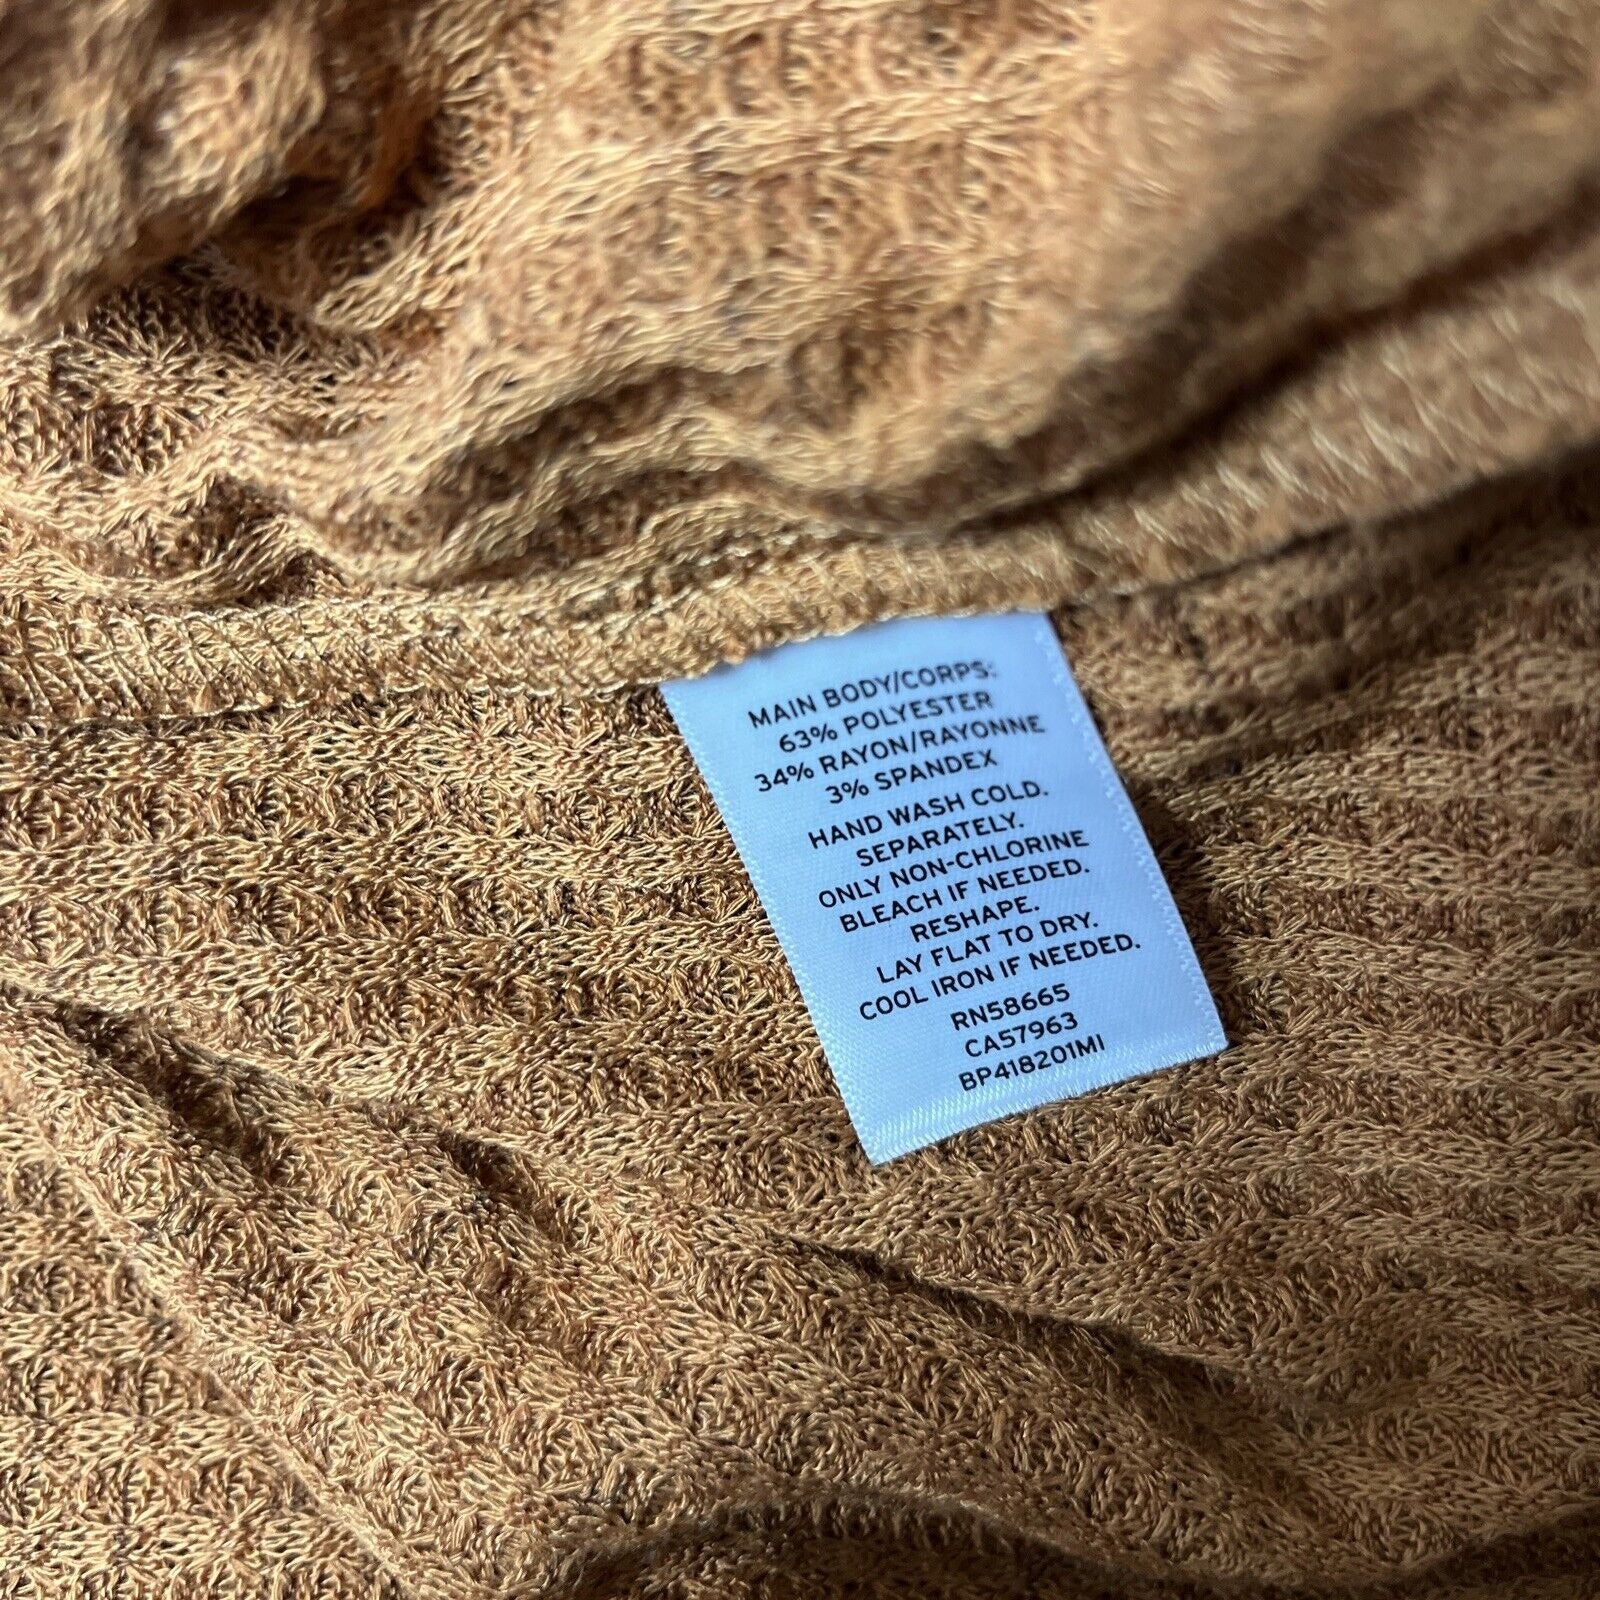 MAIN BODY/CORPS:
63% POLYESTER
34% RAYON/RAYONNE
3% SPANDEX
HAND WASH COLD.
SEPARATELY.
ONLY NON-CHLORINE
BLEACH IF NEEDED.
RESHAPE.
LAY FLAT TO DRY.
COOL IRON IF NEEDED.
RN58665
CA57963
BP418201MI